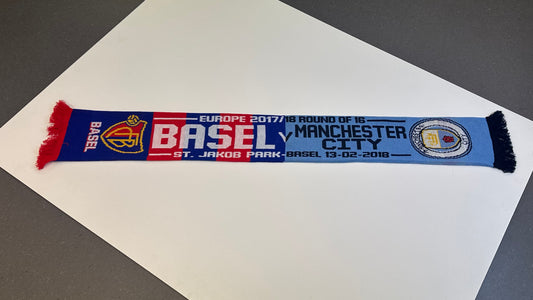 BASEL
EUROPE 2017/18 ROUND OF 16
BASEL V MANCHESTER CITY
ST. JAKOB PARK-BASEL 13-02-2018